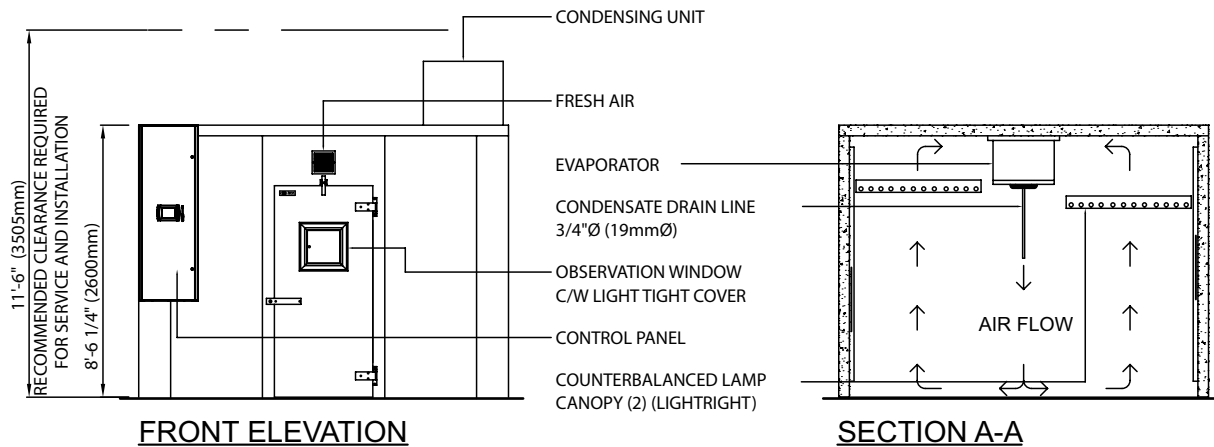 CONDENSING UNIT
FRESH AIR
EVAPORATOR
CONDENSATE DRAIN LINE
3/4"Ø (19mmØ)
OBSERVATION WINDOW
C/W LIGHT TIGHT COVER
CONTROL PANEL
COUNTERBALANCED LAMP
CANOPY (2) (LIGHTRIGHT)
11'-6" (3505mm)
RECOMMENDED CLEARANCE REQUIRED
FOR SERVICE AND INSTALLATION
8'-6 1/4" (2600mm)
AIR FLOW
FRONT ELEVATION
SECTION A-A